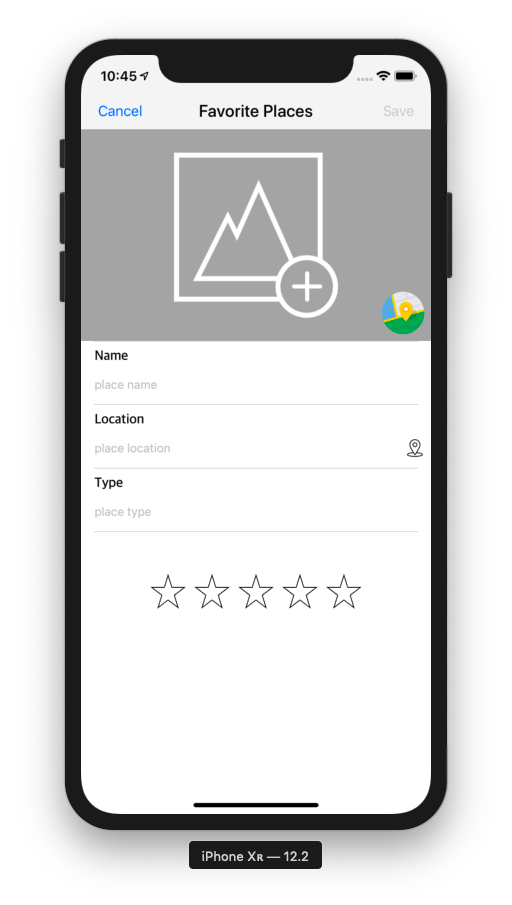 10:45
Cancel Favorite Places Save
Name
place name
Location
place location
Type
place type
iPhone Xʀ — 12.2